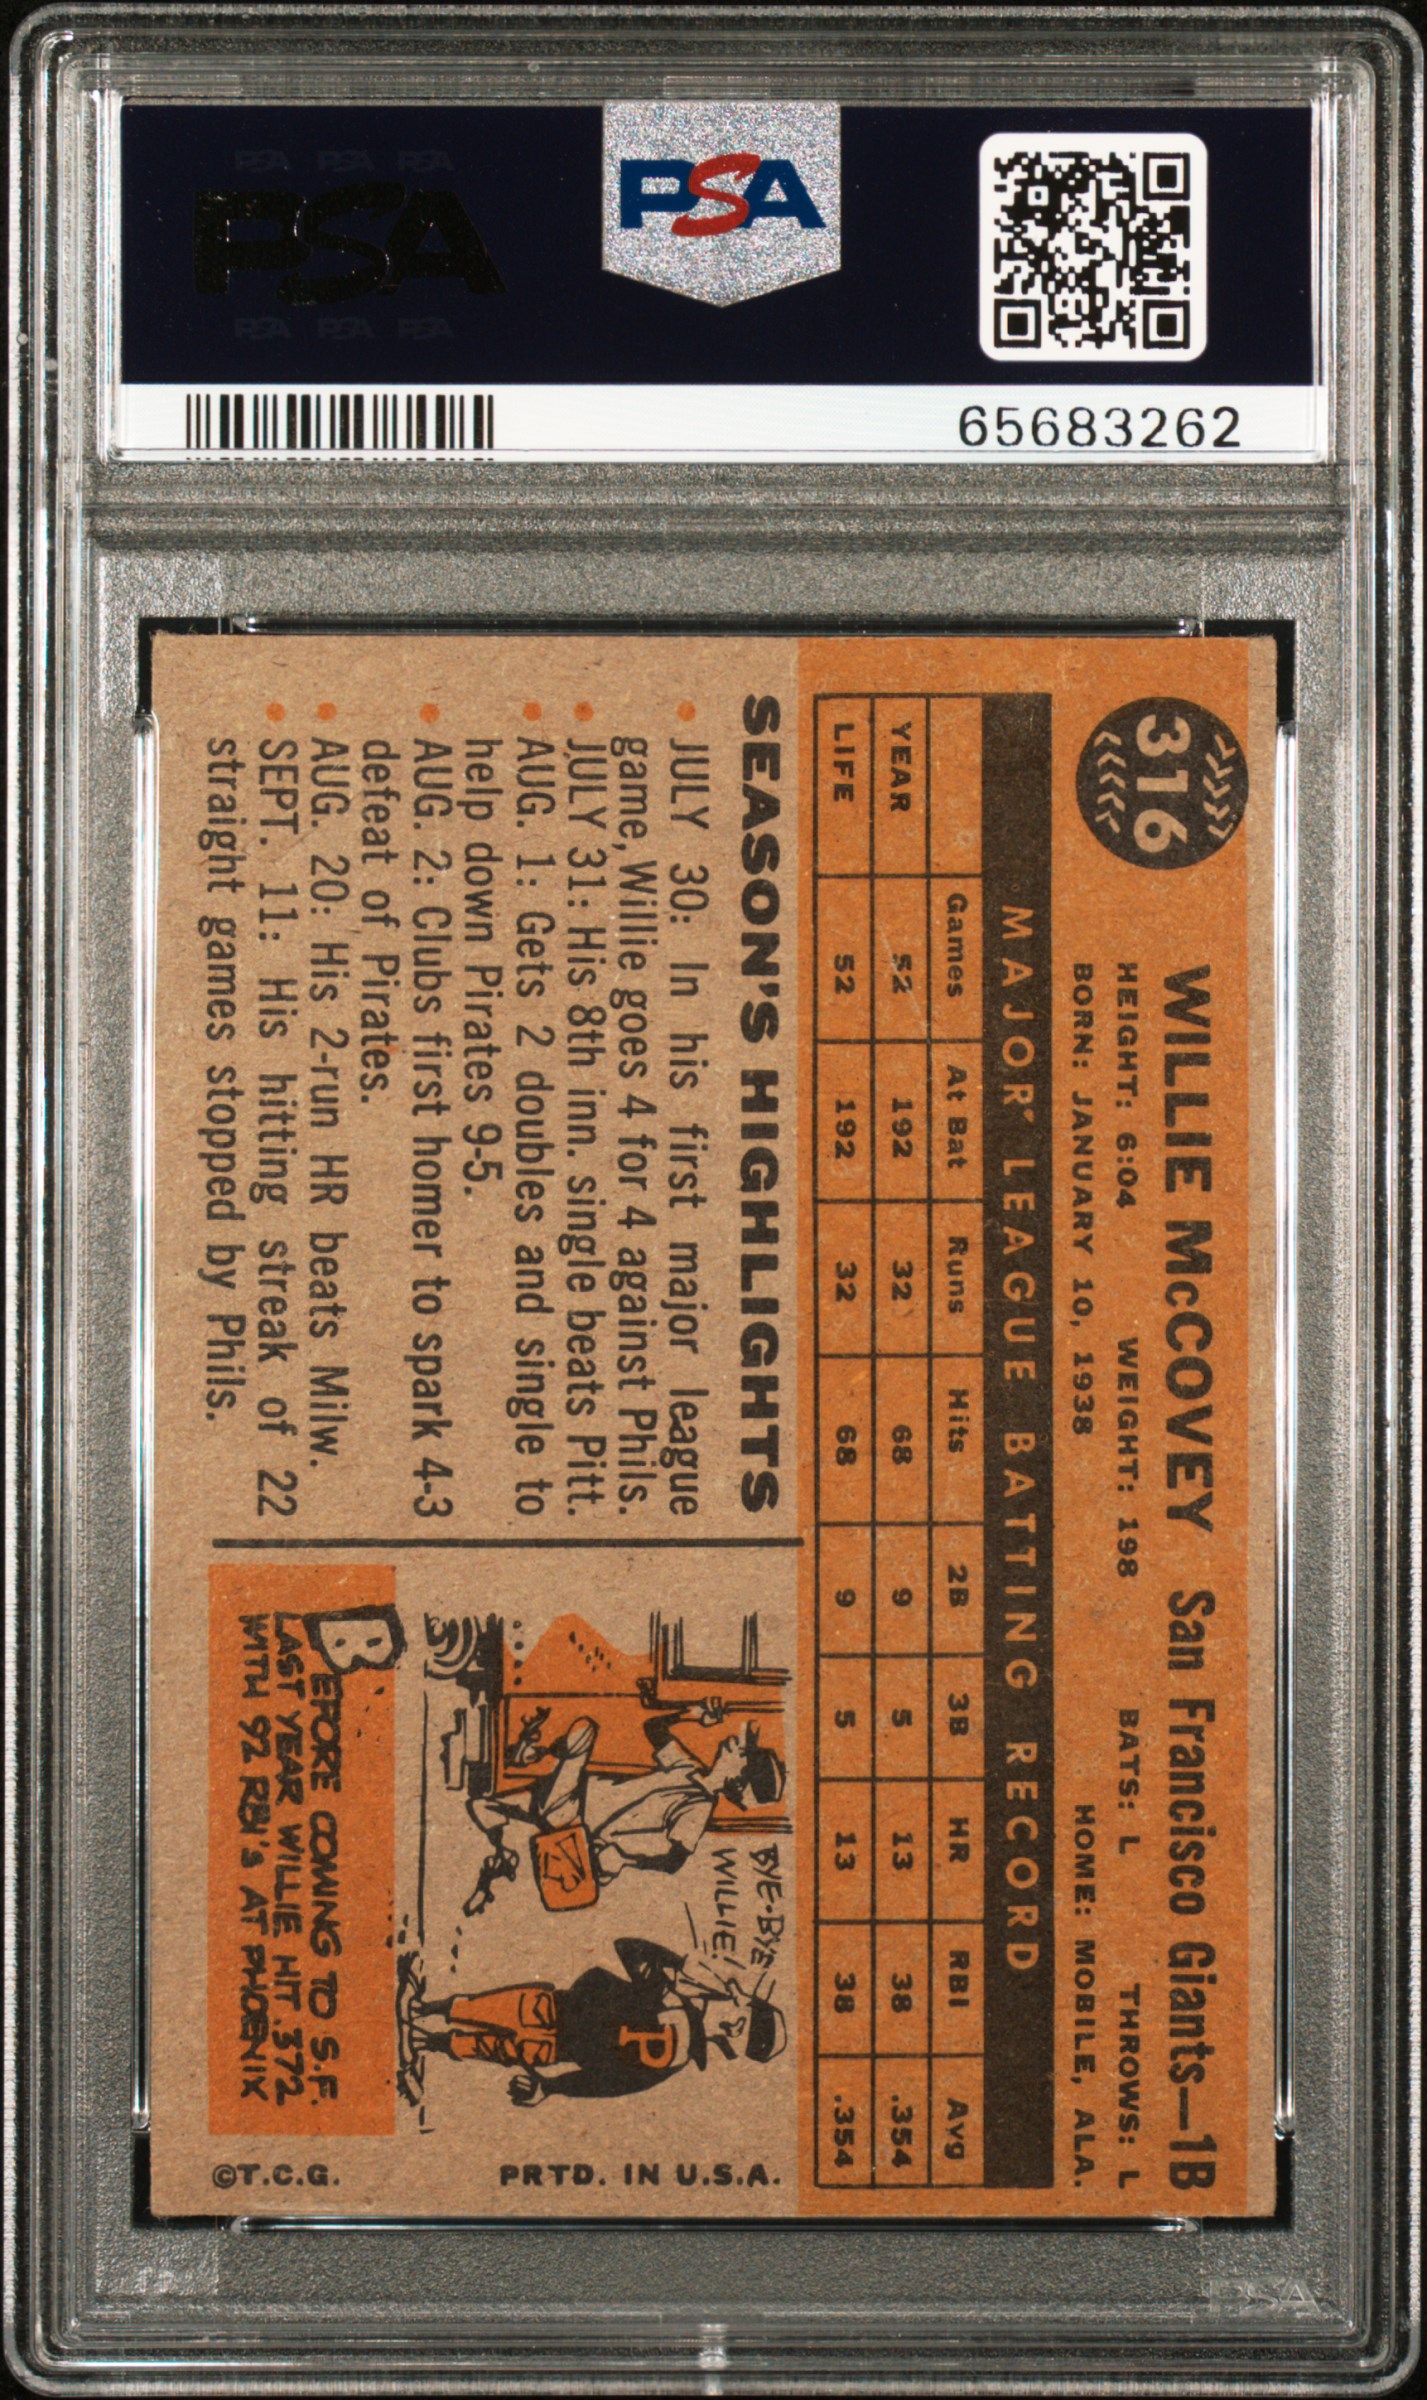 PSA PSA PSA
PSA
PSA PSA PSA
PSA
65683262
316
WILLIE McCOVEY San Francisco Giants—1B
HEIGHT: 6:04 WEIGHT: 198 BATS: L THROWS: L
BORN: JANUARY 10, 1938 HOME: MOBILE, ALA.
MAJOR LEAGUE BATTING RECORD
Games At Bat Runs Hits 2B 3B HR RBI Avg
YEAR 52 192 32 68 9 5 13 38 .354
LIFE 52 192 32 68 9 5 13 38 .354
SEASON'S HIGHLIGHTS
• JULY 30: In his first major league
game, Willie goes 4 for 4 against Phils.
• JULY 31: His 8th inn. single beats Pitt.
• AUG. 1: Gets 2 doubles and single to
help down Pirates 9-5.
• AUG. 2: Clubs first homer to spark 4-3
defeat of Pirates.
• AUG. 20: His 2-run HR beats Milw.
• SEPT. 11: His hitting streak of 22
straight games stopped by Phils.
BYE-BYE
WILLIE!
P
BEFORE COMING TO S.F.
LAST YEAR WILLIE HIT .372
WITH 92 RBI'S AT PHOENIX
©T.C.G. PRTD. IN U.S.A.
PSA